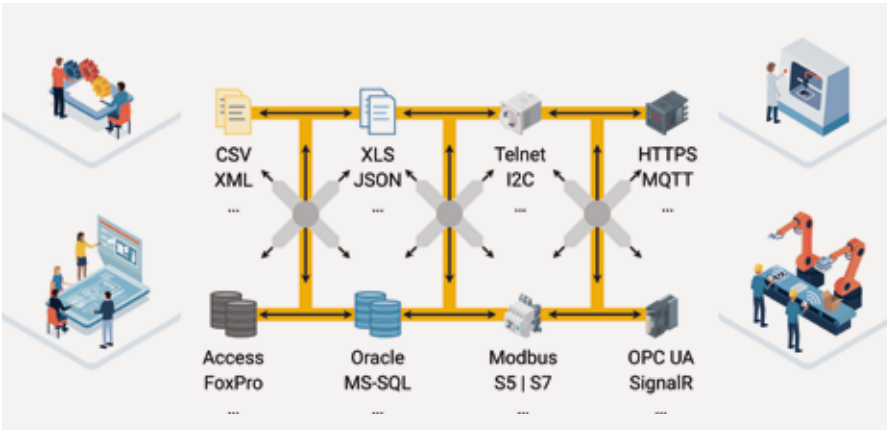 CSV
XML
...
XLS
JSON
...
Telnet
I2C
...
HTTPS
MQTT
...
Access
FoxPro
...
Oracle
MS-SQL
...
Modbus
S5 | S7
...
OPC UA
SignalR
...